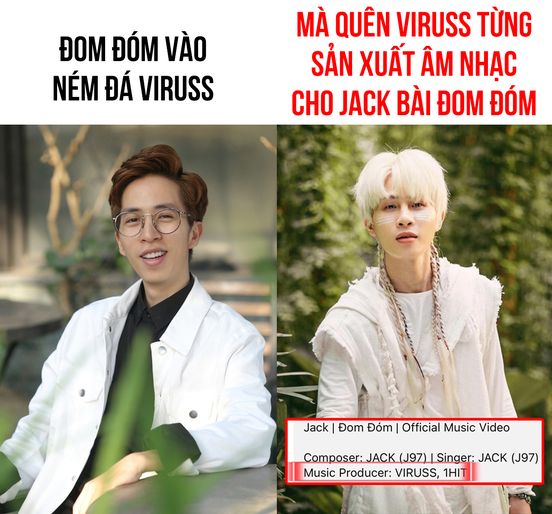 ĐOM ĐÓM VÀO
NÉM ĐÁ VIRUSS
MÀ QUÊN VIRUSS TỪNG
SẢN XUẤT ÂM NHẠC
CHO JACK BÀI ĐOM ĐÓM
Jack | Đom Đóm | Official Music Video
Composer: JACK (J97) | Singer: JACK (J97)
Music Producer: VIRUSS, 1HIT